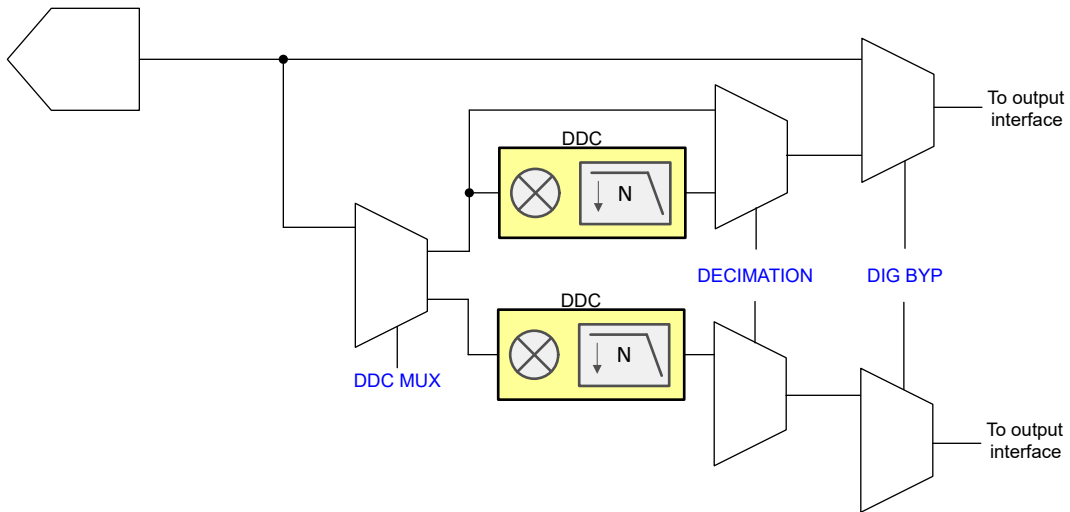 To output
interface
DDC
N
DECIMATION
DIG BYP
DDC
N
DDC MUX
To output
interface